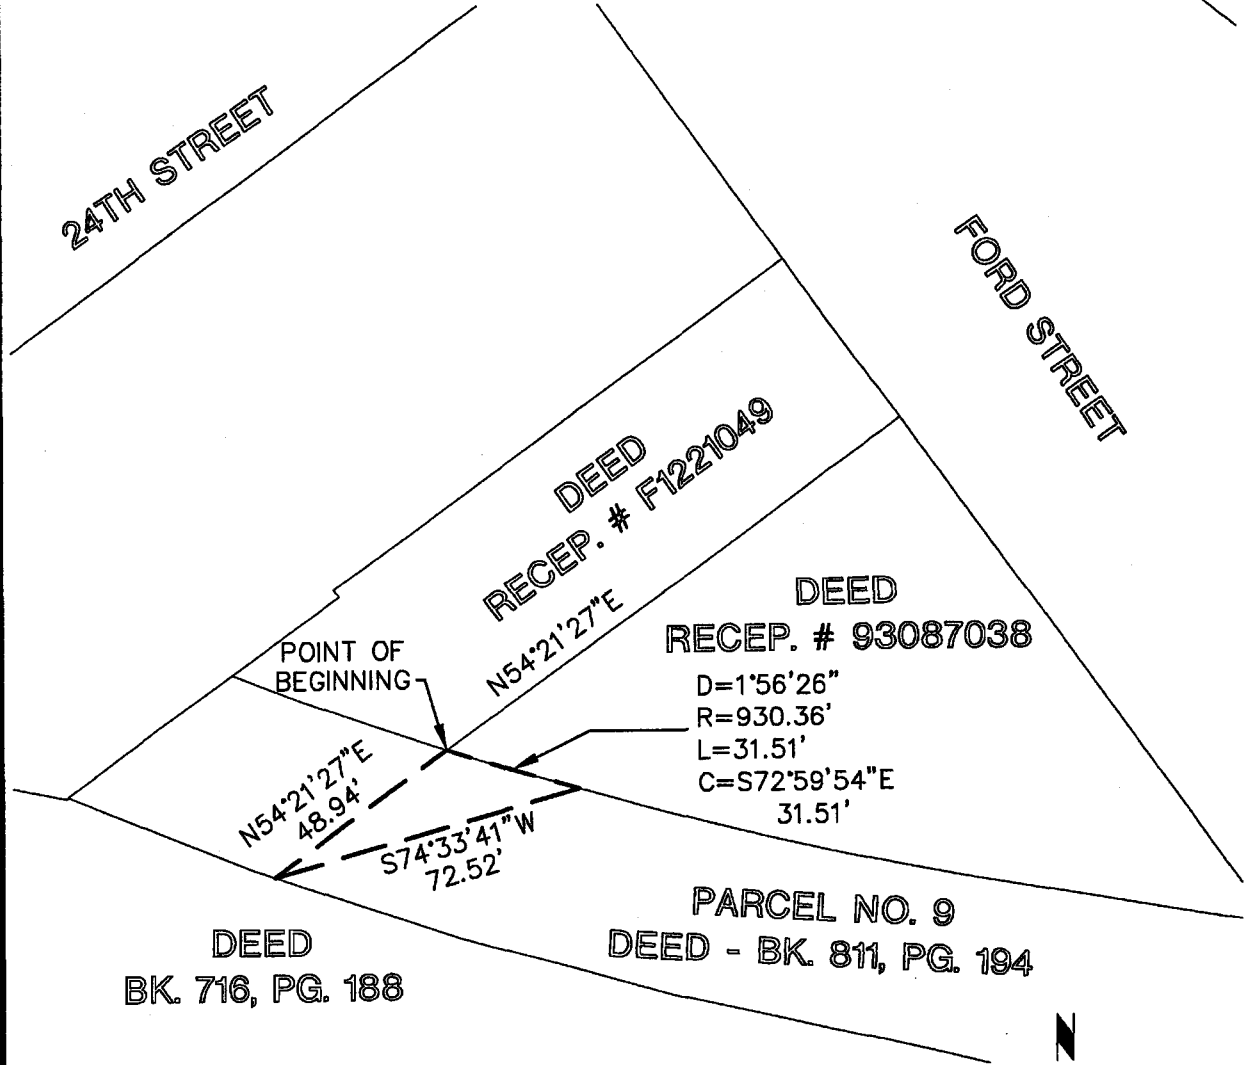 24TH STREET
FORD STREET
DEED
RECEP. # F1221049
N54°21'27"E
DEED
RECEP. # 93087038
D=1°56'26"
R=930.36'
L=31.51'
C=S72°59'54"E
31.51'
POINT OF
BEGINNING
N54°21'27"E
48.94'
S74°33'41"W
72.52'
PARCEL NO. 9
DEED - BK. 811, PG. 194
DEED
BK. 716, PG. 188
N